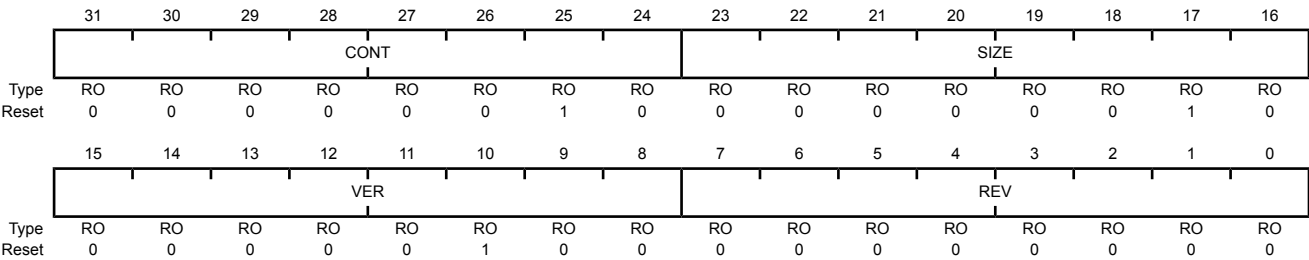 31 30 29 28 27 26 25 24 23 22 21 20 19 18 17 16
CONT SIZE
Type RO RO RO RO RO RO RO RO RO RO RO RO RO RO RO RO
Reset 0 0 0 0 0 0 1 0 0 0 0 0 0 0 1 0
15 14 13 12 11 10 9 8 7 6 5 4 3 2 1 0
VER REV
Type RO RO RO RO RO RO RO RO RO RO RO RO RO RO RO RO
Reset 0 0 0 0 0 1 0 0 0 0 0 0 0 0 0 0